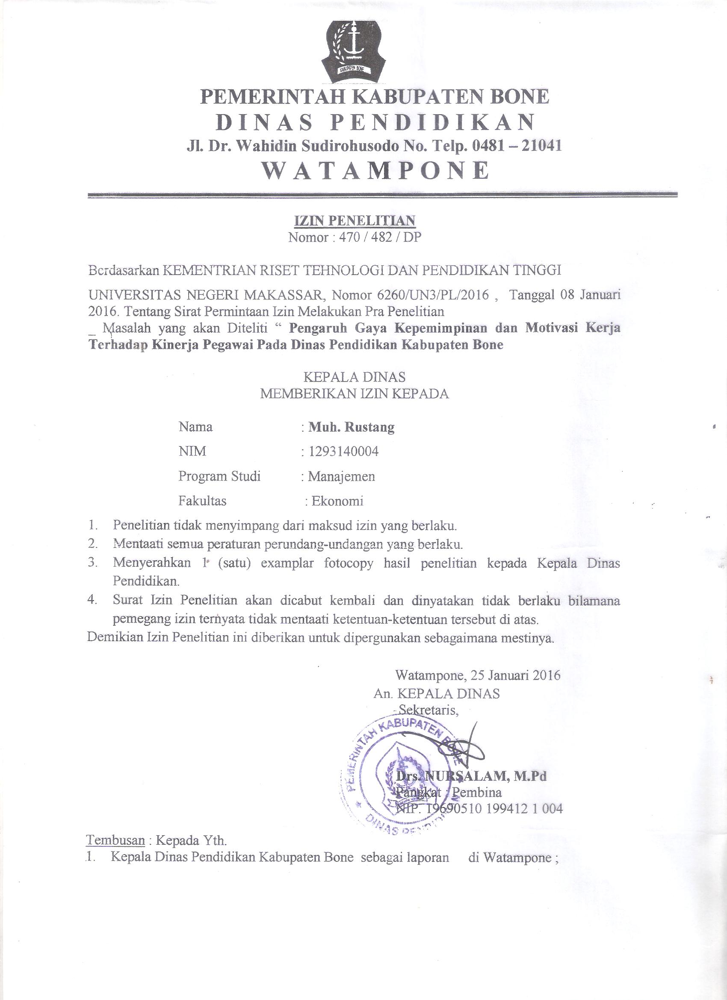 KABUPATEN BONE
PEMERINTAH KABUPATEN BONE
DINAS PENDIDIKAN
Jl. Dr. Wahidin Sudirohusodo No. Telp. 0481 – 21041
WATAMPONE
IZIN PENELITIAN
Nomor : 470 / 482 / DP
Berdasarkan KEMENTRIAN RISET TEHNOLOGI DAN PENDIDIKAN TINGGI
UNIVERSITAS NEGERI MAKASSAR, Nomor 6260/UN3/PL/2016 , Tanggal 08 Januari
2016. Tentang Sirat Permintaan Izin Melakukan Pra Penelitian
_ Masalah yang akan Diteliti “ Pengaruh Gaya Kepemimpinan dan Motivasi Kerja
Terhadap Kinerja Pegawai Pada Dinas Pendidikan Kabupaten Bone
KEPALA DINAS
MEMBERIKAN IZIN KEPADA
Nama : Muh. Rustang
NIM : 1293140004
Program Studi : Manajemen
Fakultas : Ekonomi
1. Penelitian tidak menyimpang dari maksud izin yang berlaku.
2. Mentaati semua peraturan perundang-undangan yang berlaku.
3. Menyerahkan 1 (satu) examplar fotocopy hasil penelitian kepada Kepala Dinas
Pendidikan.
4. Surat Izin Penelitian akan dicabut kembali dan dinyatakan tidak berlaku bilamana
pemegang izin ternyata tidak mentaati ketentuan-ketentuan tersebut di atas.
Demikian Izin Penelitian ini diberikan untuk dipergunakan sebagaimana mestinya.
Watampone, 25 Januari 2016
An. KEPALA DINAS
Sekretaris,
PEMERINTAH KABUPATEN BONE
DINAS PENDIDIKAN
Drs. NURSALAM, M.Pd
Pangkat : Pembina
NIP. 19690510 199412 1 004
Tembusan : Kepada Yth.
1. Kepala Dinas Pendidikan Kabupaten Bone sebagai laporan di Watampone ;